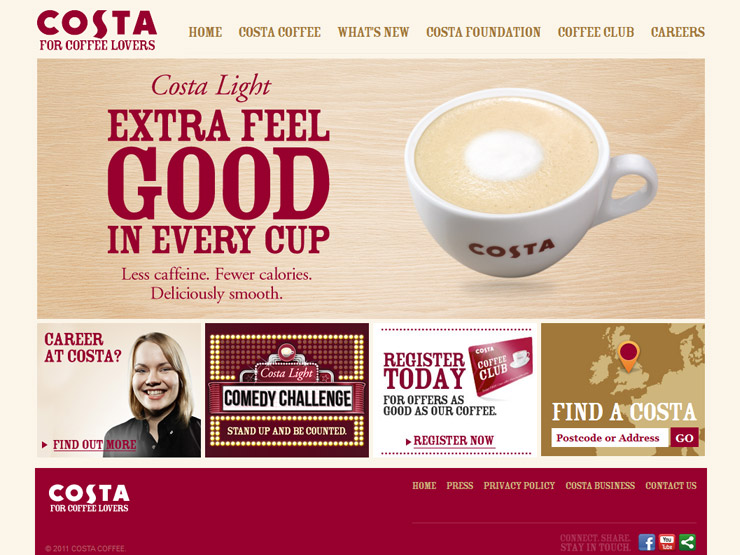 COSTA
FOR COFFEE LOVERS
HOME COSTA COFFEE WHAT'S NEW COSTA FOUNDATION COFFEE CLUB CAREERS
Costa Light
EXTRA FEEL
GOOD
IN EVERY CUP
Less caffeine. Fewer calories.
Deliciously smooth.
COSTA
CAREER
AT COSTA?
FIND OUT MORE
Costa Light
COMEDY CHALLENGE
STAND UP AND BE COUNTED.
REGISTER
TODAY
FOR OFFERS AS
GOOD AS OUR COFFEE.
REGISTER NOW
COSTA
COFFEE
CLUB
FIND A COSTA
Postcode or Address GO
COSTA
FOR COFFEE LOVERS
HOME PRESS PRIVACY POLICY COSTA BUSINESS CONTACT US
CONNECT. SHARE.
STAY IN TOUCH.
f You Tube
© 2011 COSTA COFFEE